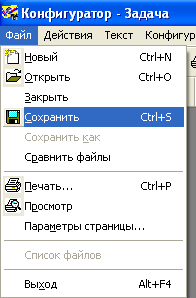 Конфигуратор - Задача
Файл Действия Текст Конфигур
Новый Ctrl+N
Открыть Ctrl+O
Закрыть
Сохранить Ctrl+S
Сохранить как
Сравнить файлы
Печать... Ctrl+P
Просмотр
Параметры страницы...
Список файлов
Выход Alt+F4